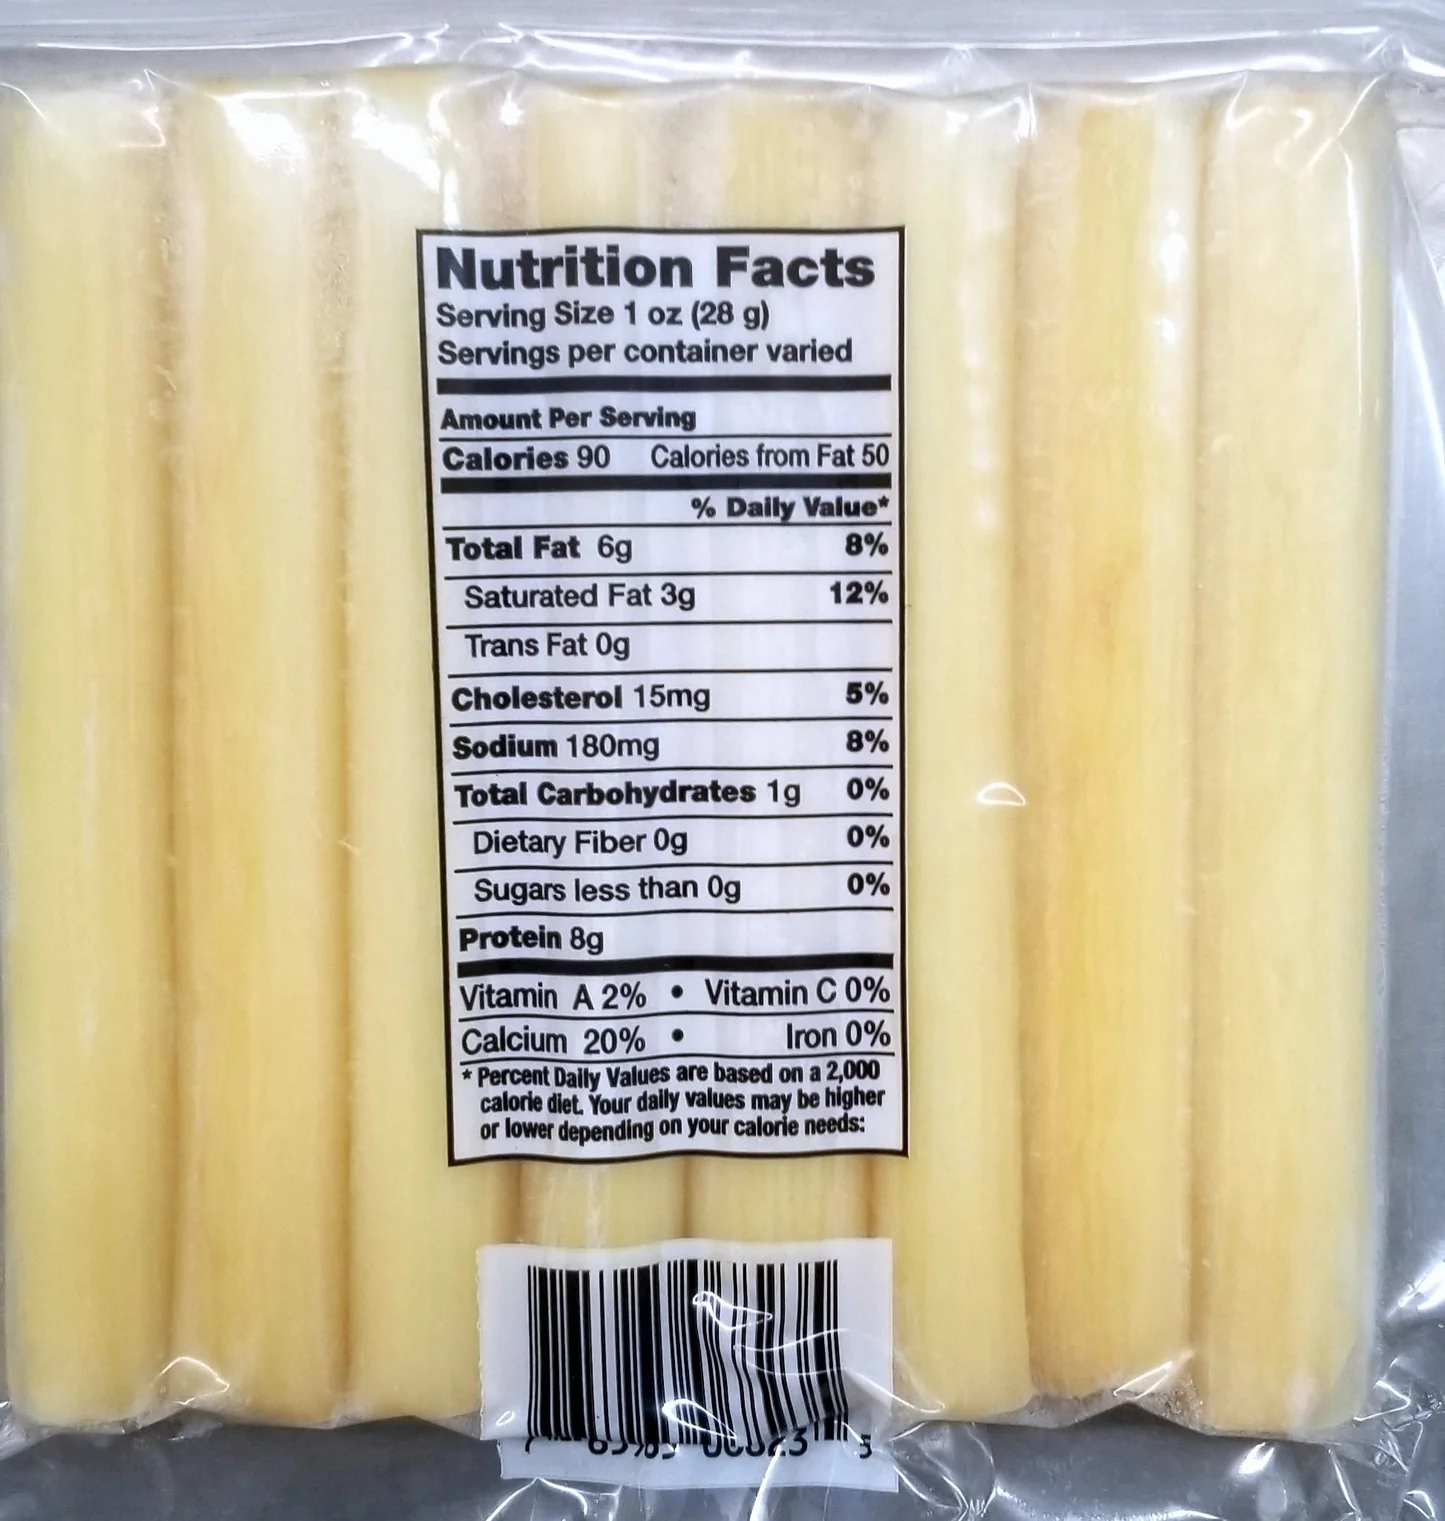 Nutrition Facts
Serving Size 1 oz (28 g)
Servings per container varied
Amount Per Serving
Calories 90 Calories from Fat 50
% Daily Value*
Total Fat 6g 8%
Saturated Fat 3g 12%
Trans Fat 0g
Cholesterol 15mg 5%
Sodium 180mg 8%
Total Carbohydrates 1g 0%
Dietary Fiber 0g 0%
Sugars less than 0g 0%
Protein 8g
Vitamin A 2% • Vitamin C 0%
Calcium 20% • Iron 0%
* Percent Daily Values are based on a 2,000
calorie diet. Your daily values may be higher
or lower depending on your calorie needs:
5